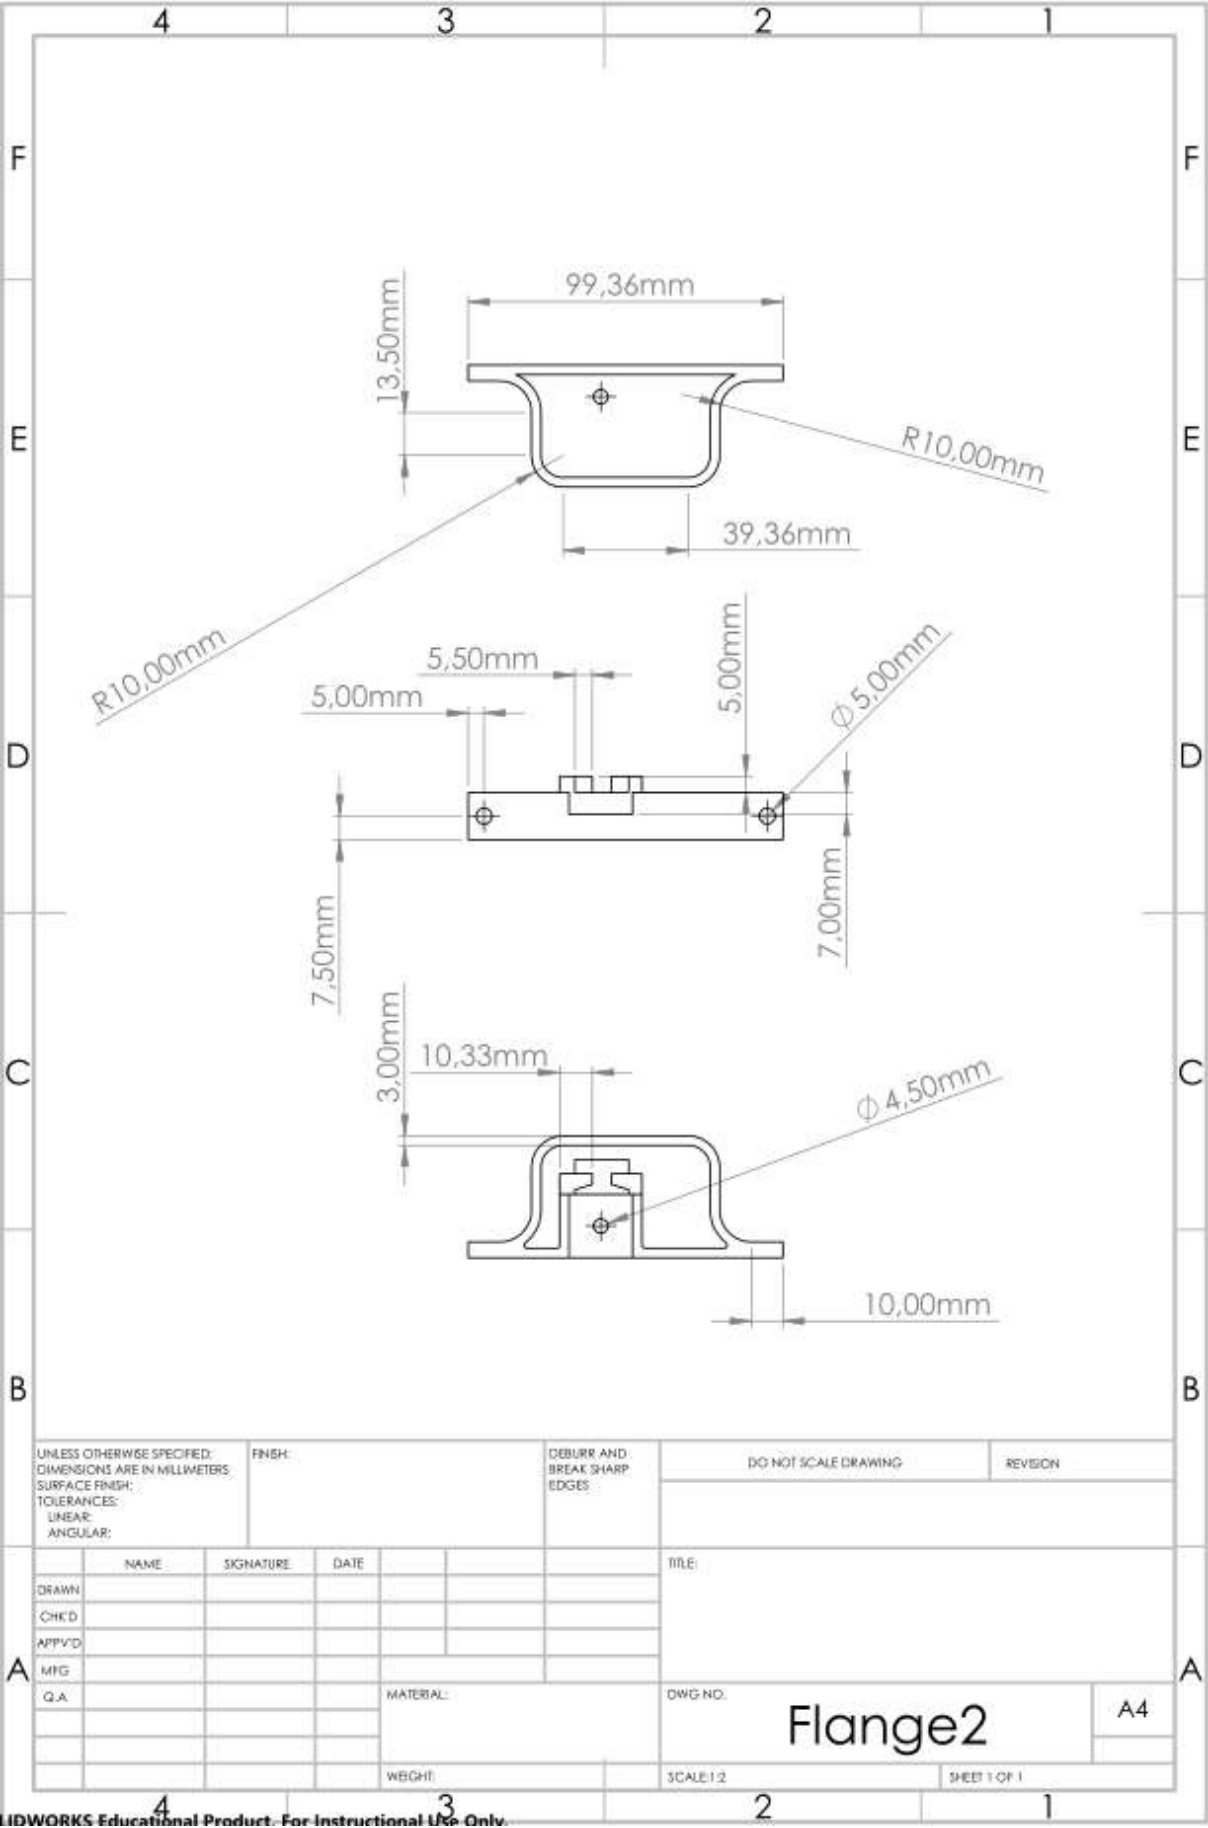 4 3 2 1
F F
99,36mm
13,50mm
E E
R10,00mm
39,36mm
R10,00mm
5,50mm
5,00mm
5,00mm
Φ 5,00mm
D D
7,50mm
7,00mm
3,00mm
10,33mm
C C
Φ 4,50mm
10,00mm
B B
UNLESS OTHERWISE SPECIFIED:
DIMENSIONS ARE IN MILLIMETERS
SURFACE FINISH:
TOLERANCES:
LINEAR:
ANGULAR:
FINISH:
DEBURR AND
BREAK SHARP
EDGES
DO NOT SCALE DRAWING
REVISION
NAME SIGNATURE DATE
TITLE:
DRAWN
CHK'D
APPV'D
A MFG A
Q.A
MATERIAL:
DWG NO.
Flange2
A4
WEIGHT:
SCALE:1:2
SHEET 1 OF 1
4 3 2 1
LIDWORKS Educational Product. For Instructional Use Only.